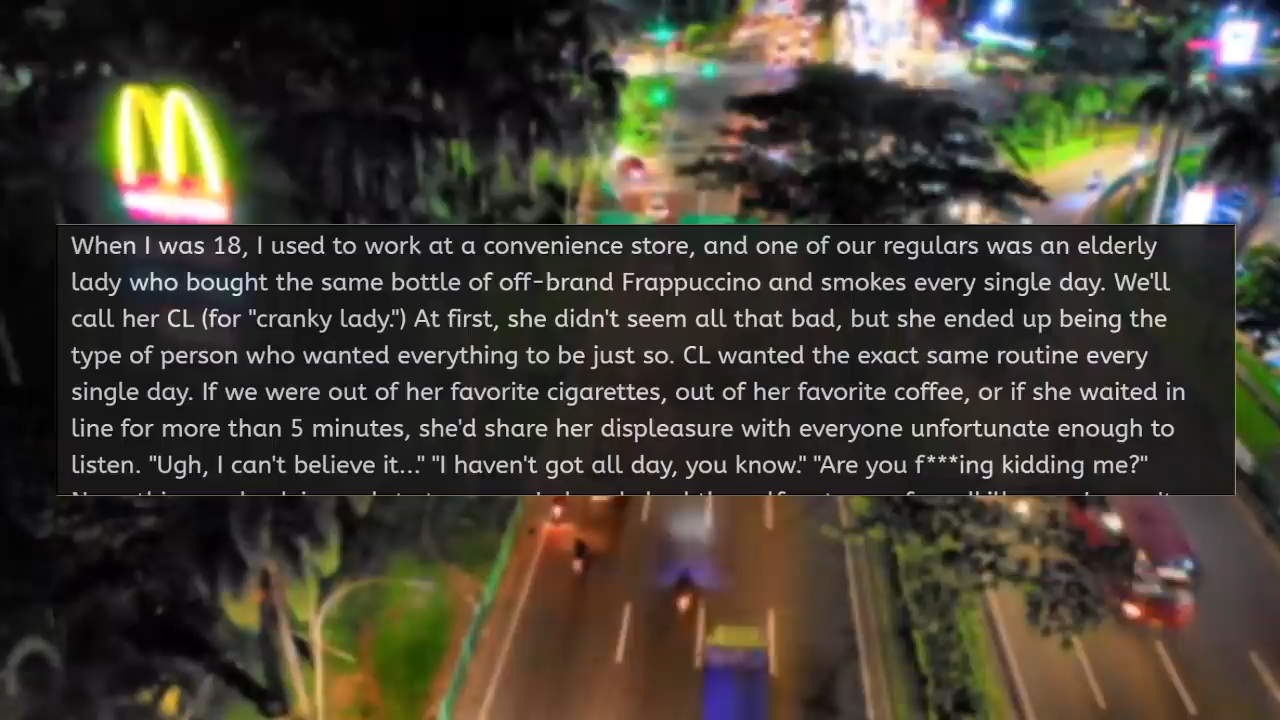 When I was 18, I used to work at a convenience store, and one of our regulars was an elderly
lady who bought the same bottle of off-brand Frappuccino and smokes every single day. We'll
call her CL (for "cranky lady.") At first, she didn't seem all that bad, but she ended up being the
type of person who wanted everything to be just so. CL wanted the exact same routine every
single day. If we were out of her favorite cigarettes, out of her favorite coffee, or if she waited in
line for more than 5 minutes, she'd share her displeasure with everyone unfortunate enough to
listen. "Ugh, I can't believe it..." "I haven't got all day, you know." "Are you f***ing kidding me?"